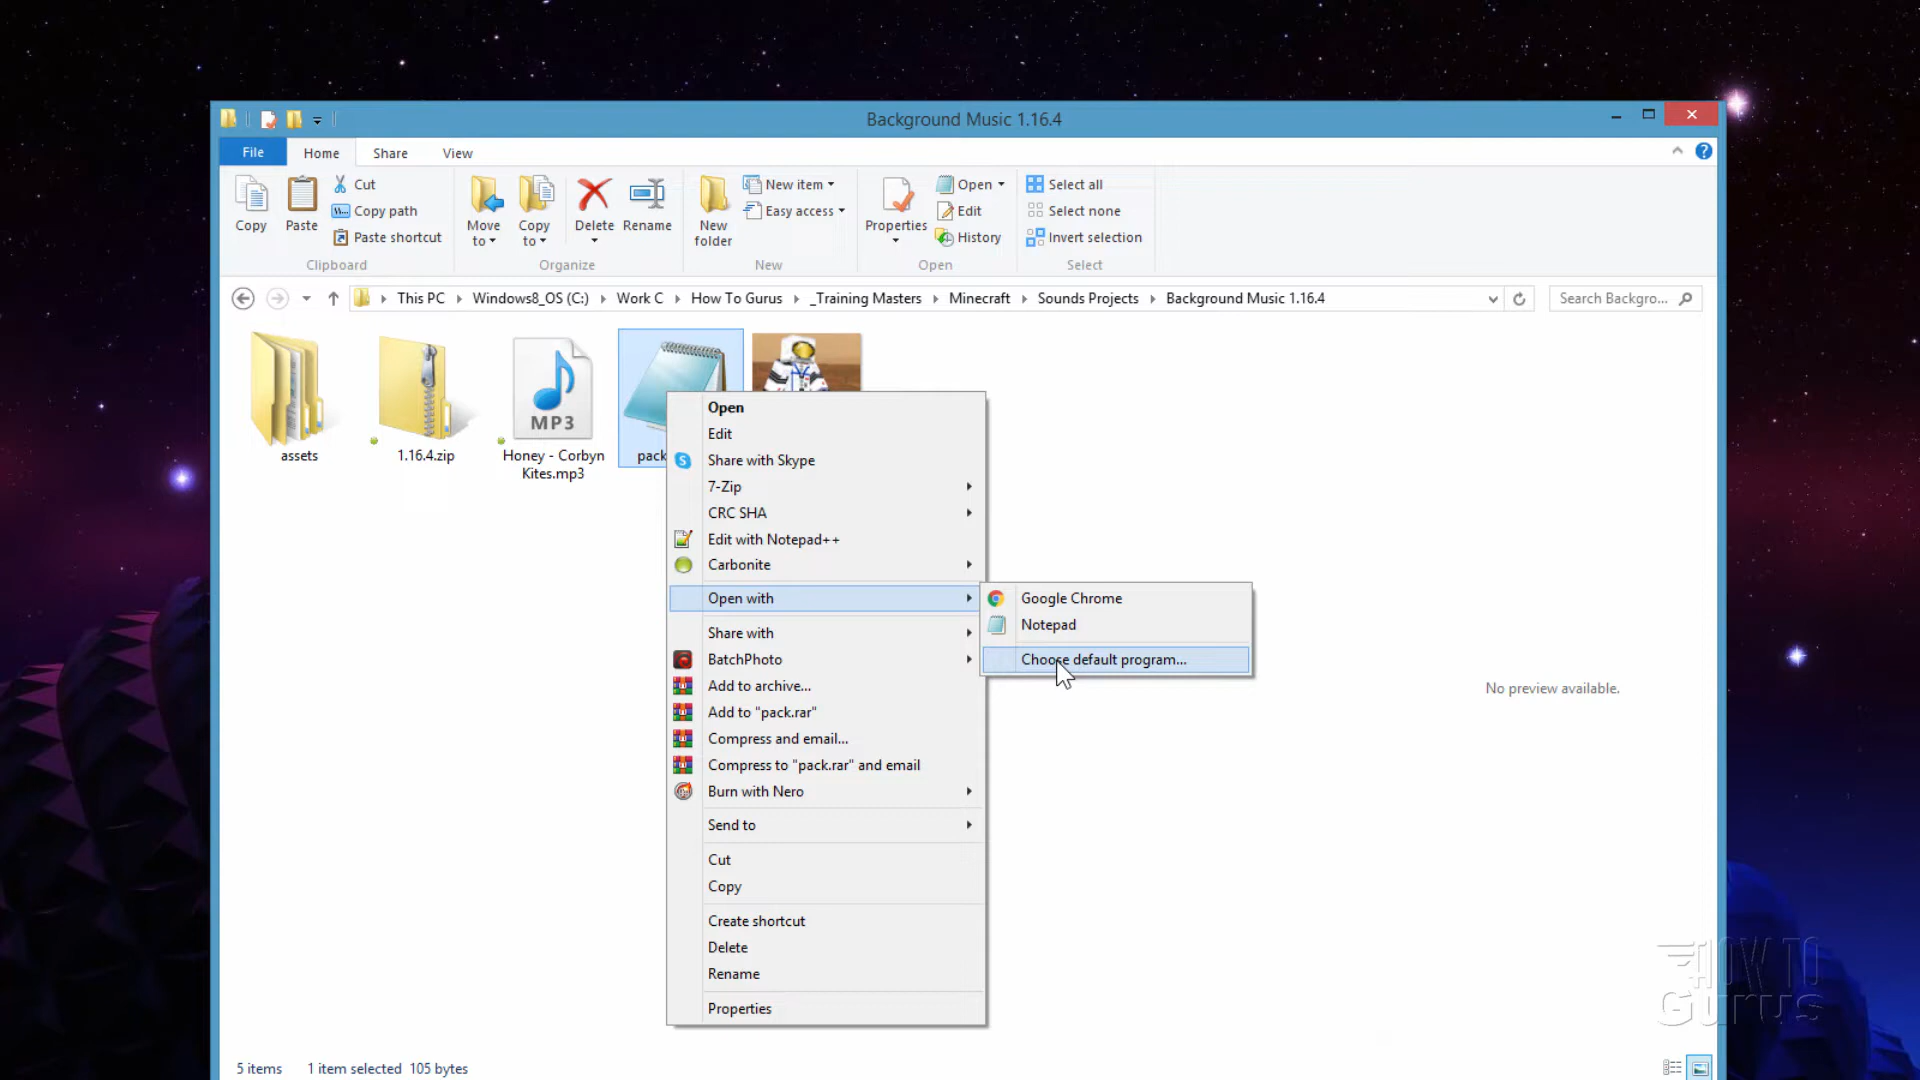 Background Music 1.16.4
File
Home
Share
View
Copy
Paste
Cut
Copy path
Paste shortcut
Clipboard
Move
to
Copy
to
Delete
Rename
Organize
New
folder
New item
Easy access
New
Properties
Open
Edit
History
Open
Select all
Select none
Invert selection
Select
This PC
Windows8_OS (C:)
Work C
How To Gurus
_Training Masters
Minecraft
Sounds Projects
Background Music 1.16.4
Search Backgro...
assets
1.16.4.zip
MP3
Honey - Corbyn
Kites.mp3
pack
Open
Edit
Share with Skype
7-Zip
CRC SHA
Edit with Notepad++
Carbonite
Open with
Share with
BatchPhoto
Add to archive...
Add to "pack.rar"
Compress and email...
Compress to "pack.rar" and email
Burn with Nero
Send to
Cut
Copy
Create shortcut
Delete
Rename
Properties
Google Chrome
Notepad
Choose default program...
No preview available.
5 items
1 item selected 105 bytes
HOW TO
GURUS